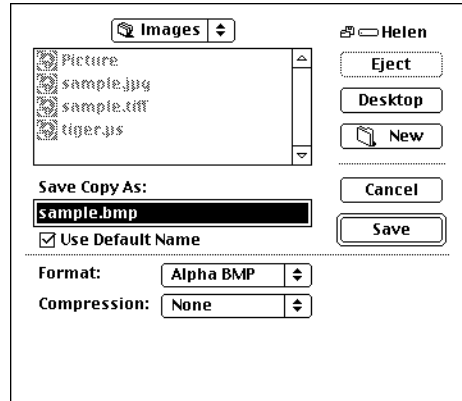 Images
Helen
Picture
sample.jpg
sample.tiff
tiger.ps
Eject
Desktop
New
Save Copy As:
sample.bmp
Use Default Name
Cancel
Save
Format: Alpha BMP
Compression: None